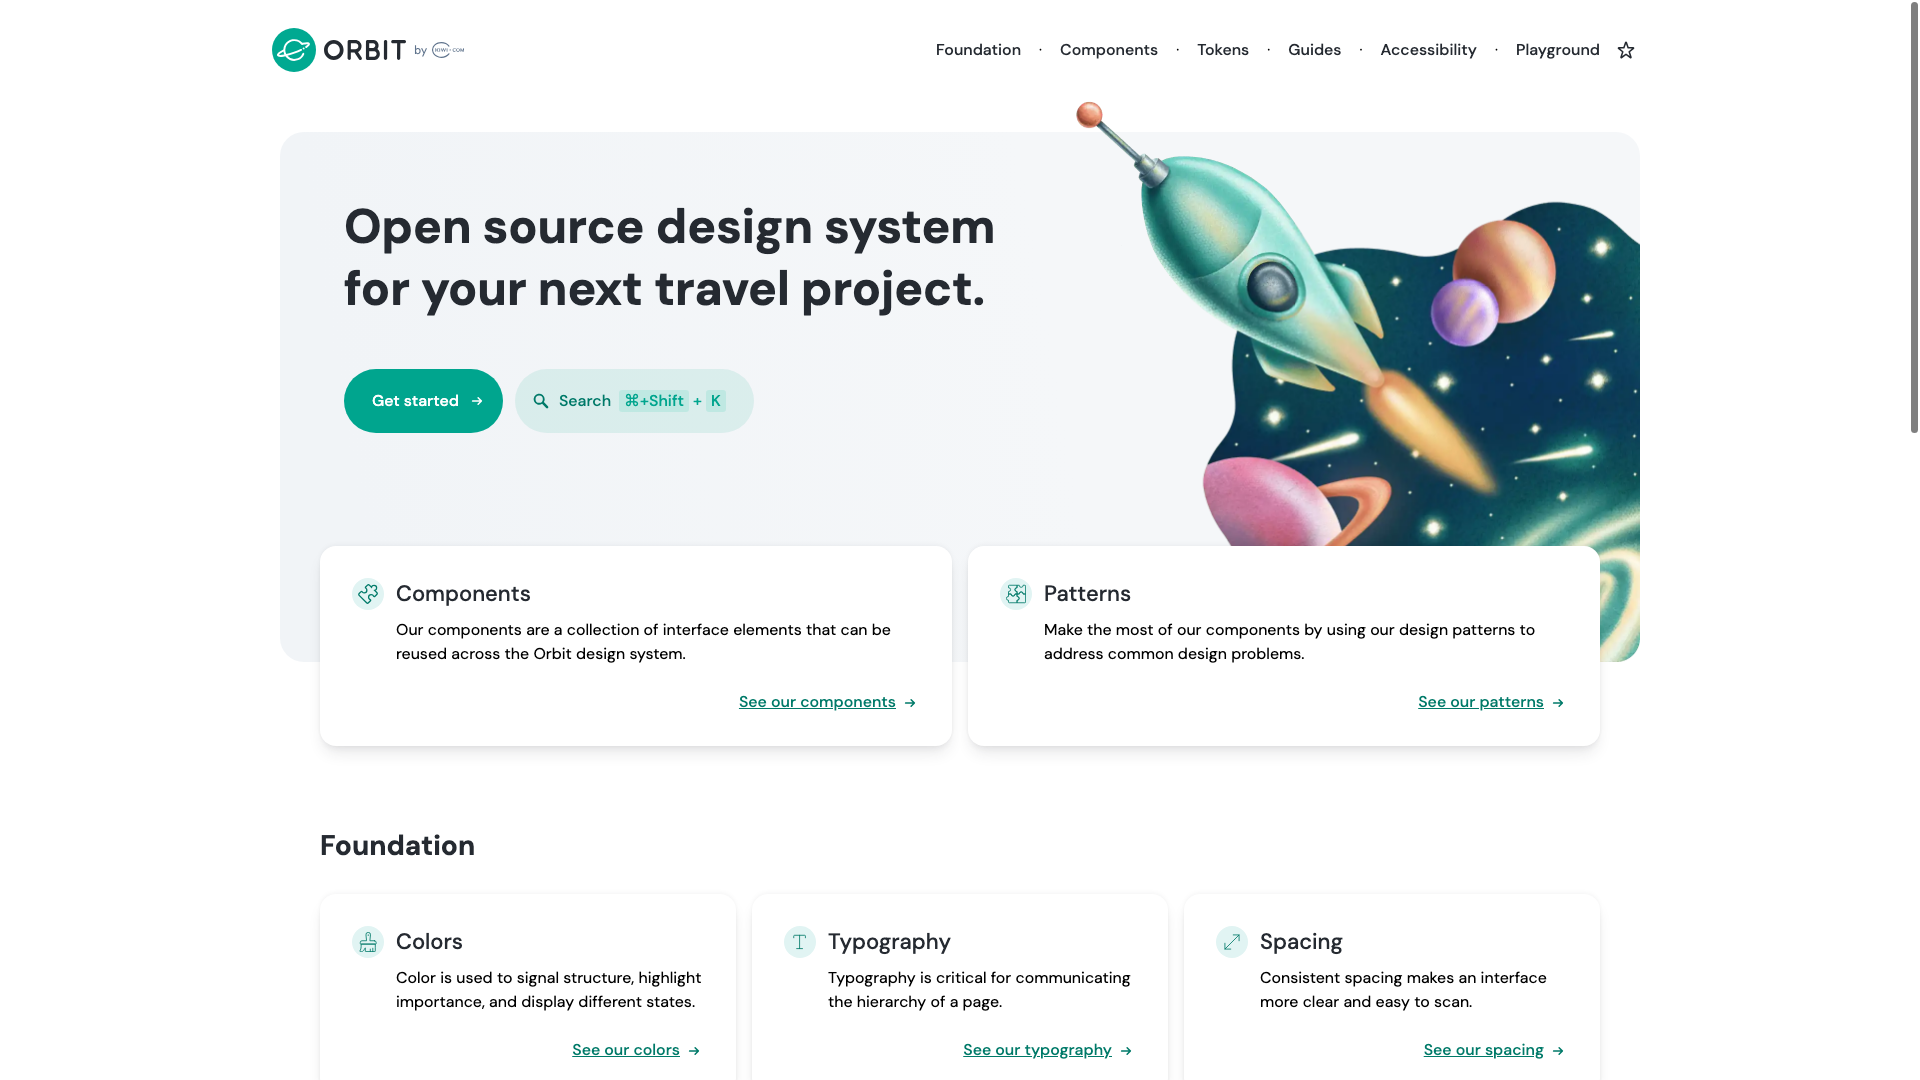 ORBIT by KIWI.COM
Foundation · Components · Tokens · Guides · Accessibility · Playground
Open source design system
for your next travel project.
Get started →
Search ⌘+Shift + K
Components
Our components are a collection of interface elements that can be
reused across the Orbit design system.
See our components →
Patterns
Make the most of our components by using our design patterns to
address common design problems.
See our patterns →
Foundation
Colors
Color is used to signal structure, highlight
importance, and display different states.
See our colors →
Typography
Typography is critical for communicating
the hierarchy of a page.
See our typography →
Spacing
Consistent spacing makes an interface
more clear and easy to scan.
See our spacing →